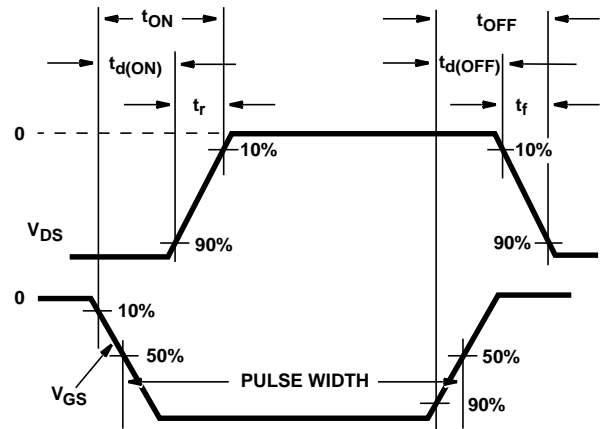 tON tOFF
td(ON) td(OFF)
tr tf
0
10% 10%
VDS 90% 90%
0
10%
50% 50%
VGS PULSE WIDTH
90%